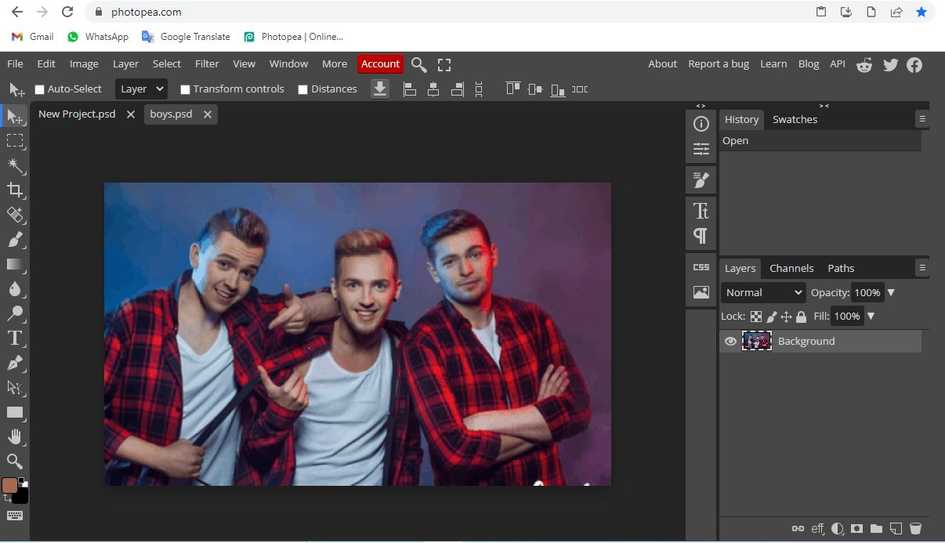 photopea.com
Gmail WhatsApp Google Translate Photopea | Online...
File Edit Image Layer Select Filter View Window More Account About Report a bug Learn Blog API
Auto-Select Layer Transform controls Distances
New Project.psd boys.psd
History Swatches
Open
CSS
Layers Channels Paths
Normal Opacity: 100%
Lock: Fill: 100%
Background
eff